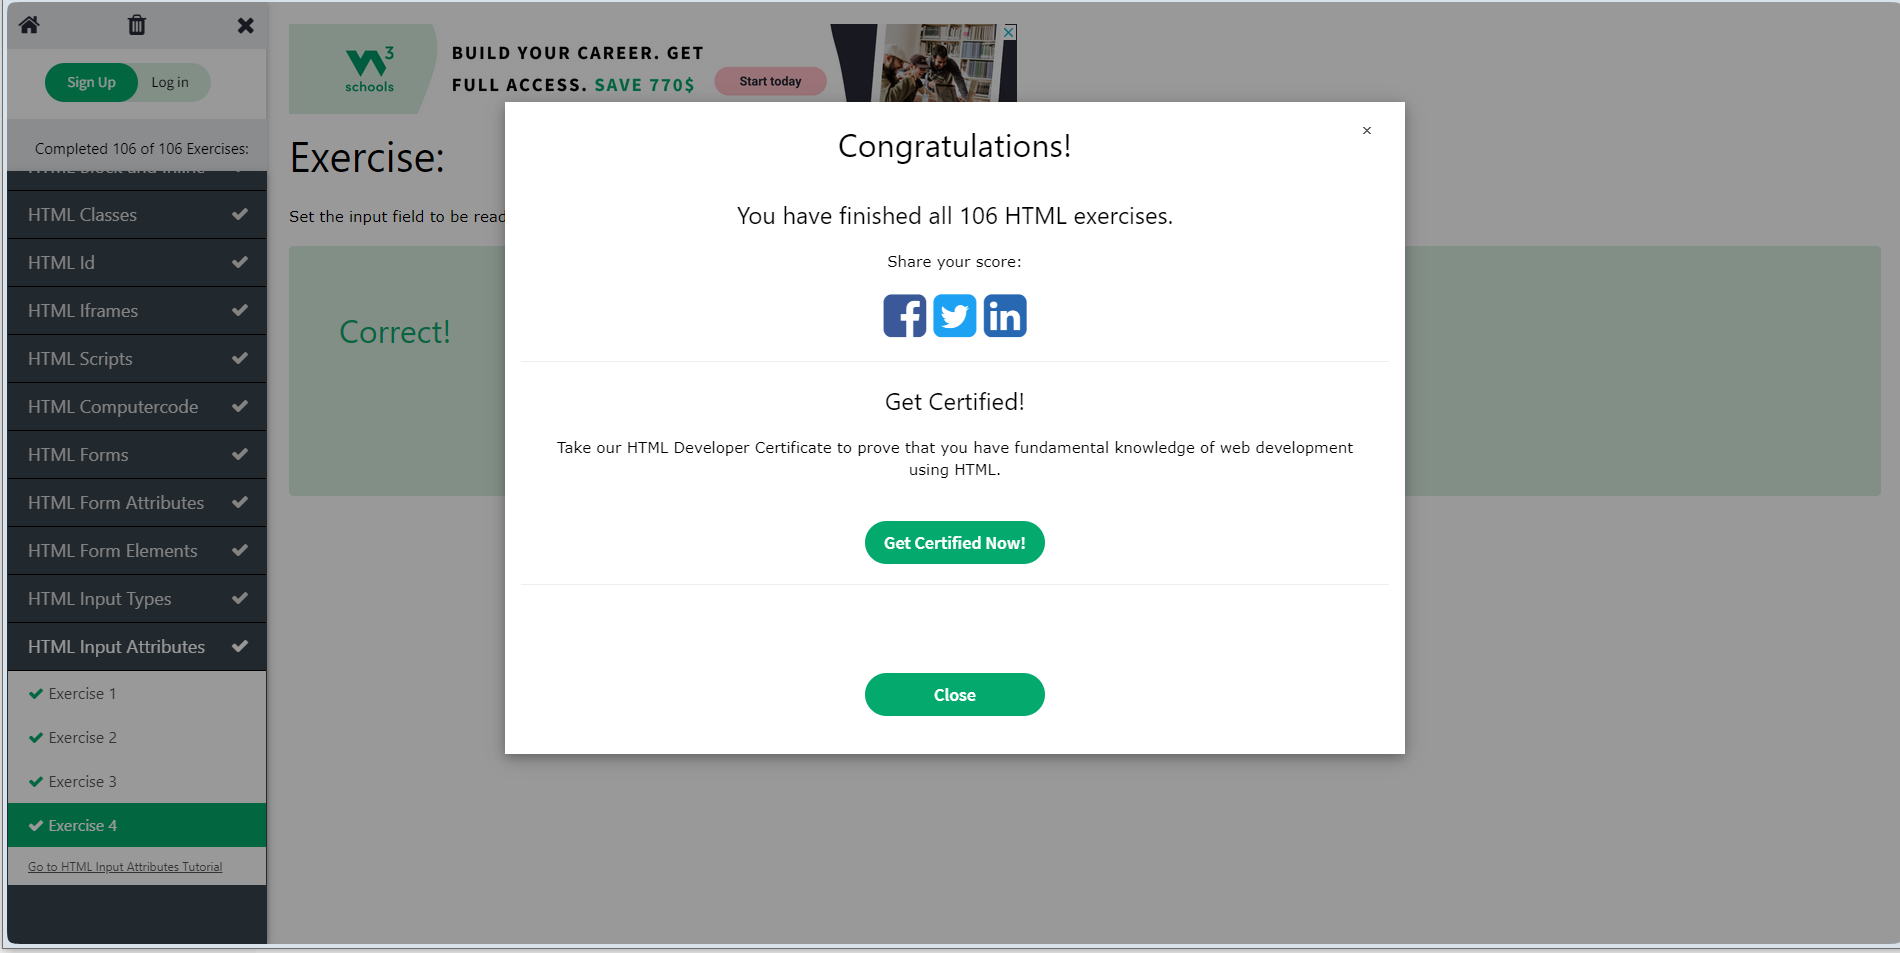 Sign Up
Log in
Completed 106 of 106 Exercises:
HTML Block and Inline
HTML Classes
HTML Id
HTML Iframes
HTML Scripts
HTML Computercode
HTML Forms
HTML Form Attributes
HTML Form Elements
HTML Input Types
HTML Input Attributes
Exercise 1
Exercise 2
Exercise 3
Exercise 4
Go to HTML Input Attributes Tutorial
w3
schools
BUILD YOUR CAREER. GET
FULL ACCESS. SAVE 770$
Start today
Exercise:
Set the input field to be read
Correct!
×
Congratulations!
You have finished all 106 HTML exercises.
Share your score:
f
in
Get Certified!
Take our HTML Developer Certificate to prove that you have fundamental knowledge of web development
using HTML.
Get Certified Now!
Close